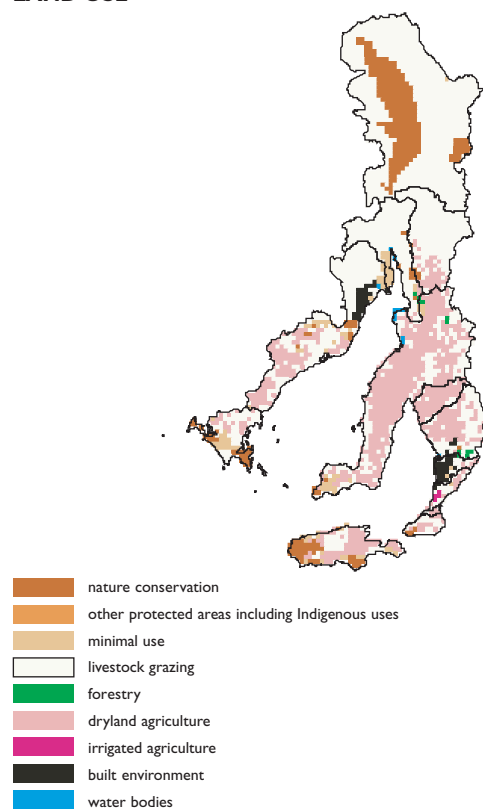 nature conservation
other protected areas including Indigenous uses
minimal use
livestock grazing
forestry
dryland agriculture
irrigated agriculture
built environment
water bodies